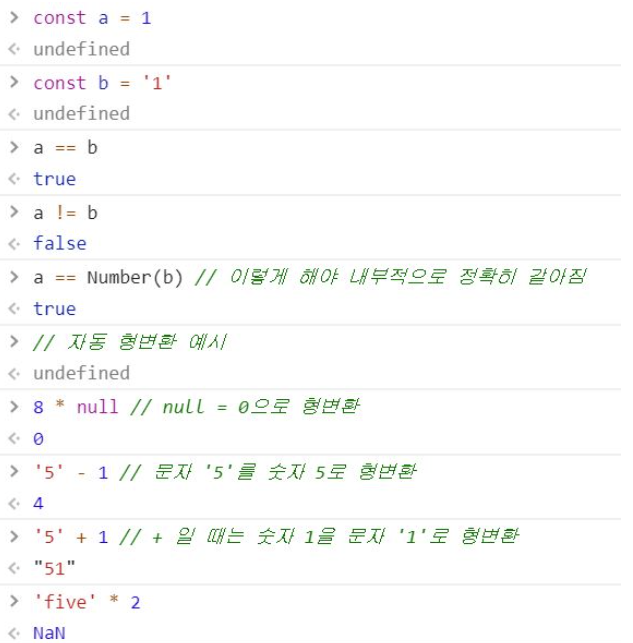 > const a = 1
<· undefined
> const b = '1'
<· undefined
> a == b
<· true
> a != b
<· false
> a == Number(b) // 이렇게 해야 내부적으로 정확히 같아짐
<· true
> // 자동 형변환 예시
<· undefined
> 8 * null // null = 0으로 형변환
<· 0
> '5' - 1 // 문자 '5'를 숫자 5로 형변환
<· 4
> '5' + 1 // + 일 때는 숫자 1을 문자 '1'로 형변환
<· "51"
> 'five' * 2
<· NaN